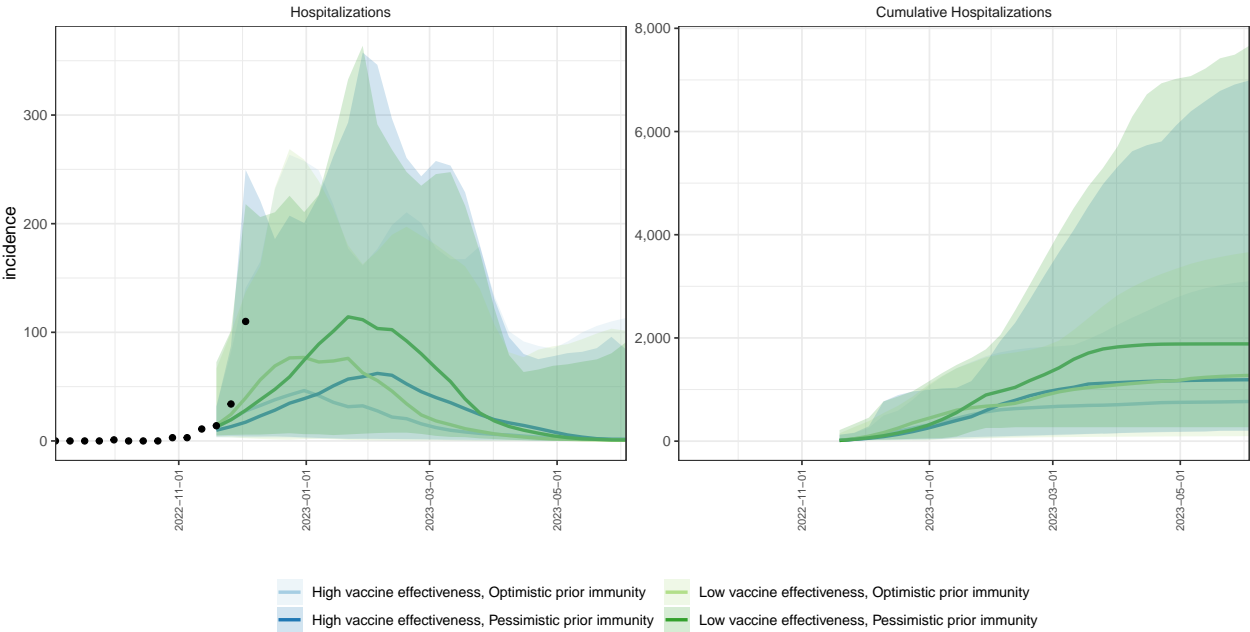 Hospitalizations
Cumulative Hospitalizations
incidence
300
200
100
0
8,000
6,000
4,000
2,000
0
2022−11−01
2023−01−01
2023−03−01
2023−05−01
2022−11−01
2023−01−01
2023−03−01
2023−05−01
High vaccine effectiveness, Optimistic prior immunity
Low vaccine effectiveness, Optimistic prior immunity
High vaccine effectiveness, Pessimistic prior immunity
Low vaccine effectiveness, Pessimistic prior immunity